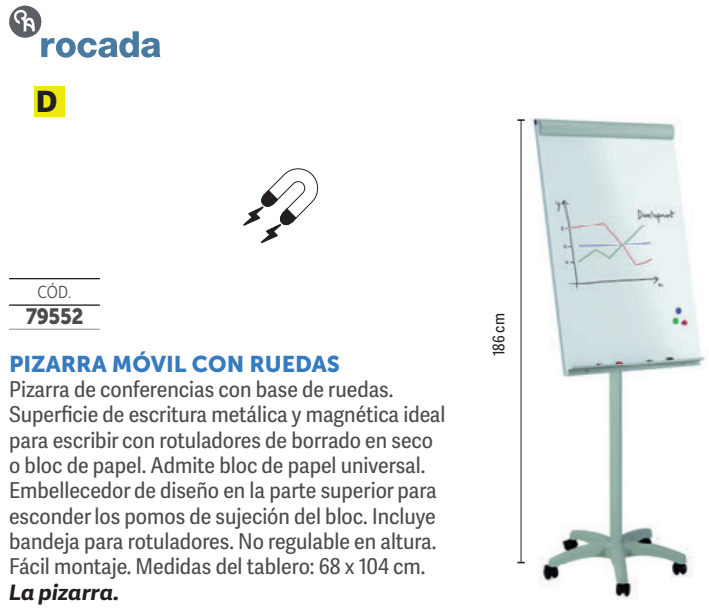 rocada
D
CÓD.
79552
PIZARRA MÓVIL CON RUEDAS
Pizarra de conferencias con base de ruedas.
Superficie de escritura metálica y magnética ideal
para escribir con rotuladores de borrado en seco
o bloc de papel. Admite bloc de papel universal.
Embellecedor de diseño en la parte superior para
esconder los pomos de sujeción del bloc. Incluye
bandeja para rotuladores. No regulable en altura.
Fácil montaje. Medidas del tablero: 68 x 104 cm.
La pizarra.
186 cm
Development